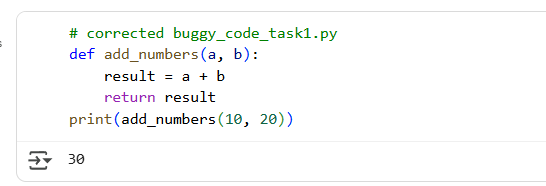 # corrected buggy_code_task1.py
def add_numbers(a, b):
    result = a + b
    return result
print(add_numbers(10, 20))
30